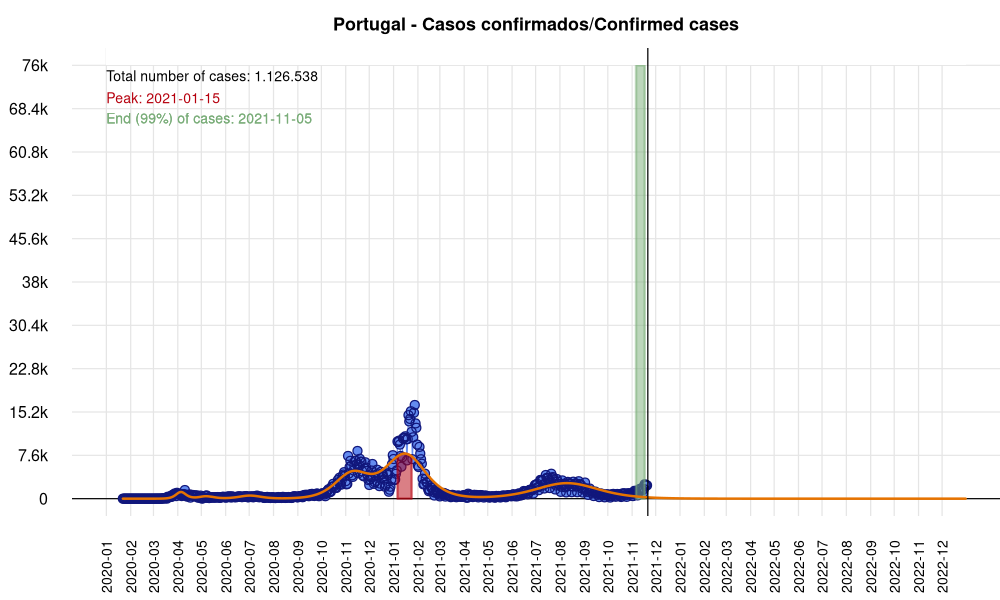 Portugal - Casos confirmados/Confirmed cases
Total number of cases: 1.126.538
Peak: 2021-01-15
End (99%) of cases: 2021-11-05
76k
68.4k
60.8k
53.2k
45.6k
38k
30.4k
22.8k
15.2k
7.6k
0
2020-01
2020-02
2020-03
2020-04
2020-05
2020-06
2020-07
2020-08
2020-09
2020-10
2020-11
2020-12
2021-01
2021-02
2021-03
2021-04
2021-05
2021-06
2021-07
2021-08
2021-09
2021-10
2021-11
2021-12
2022-01
2022-02
2022-03
2022-04
2022-05
2022-06
2022-07
2022-08
2022-09
2022-10
2022-11
2022-12